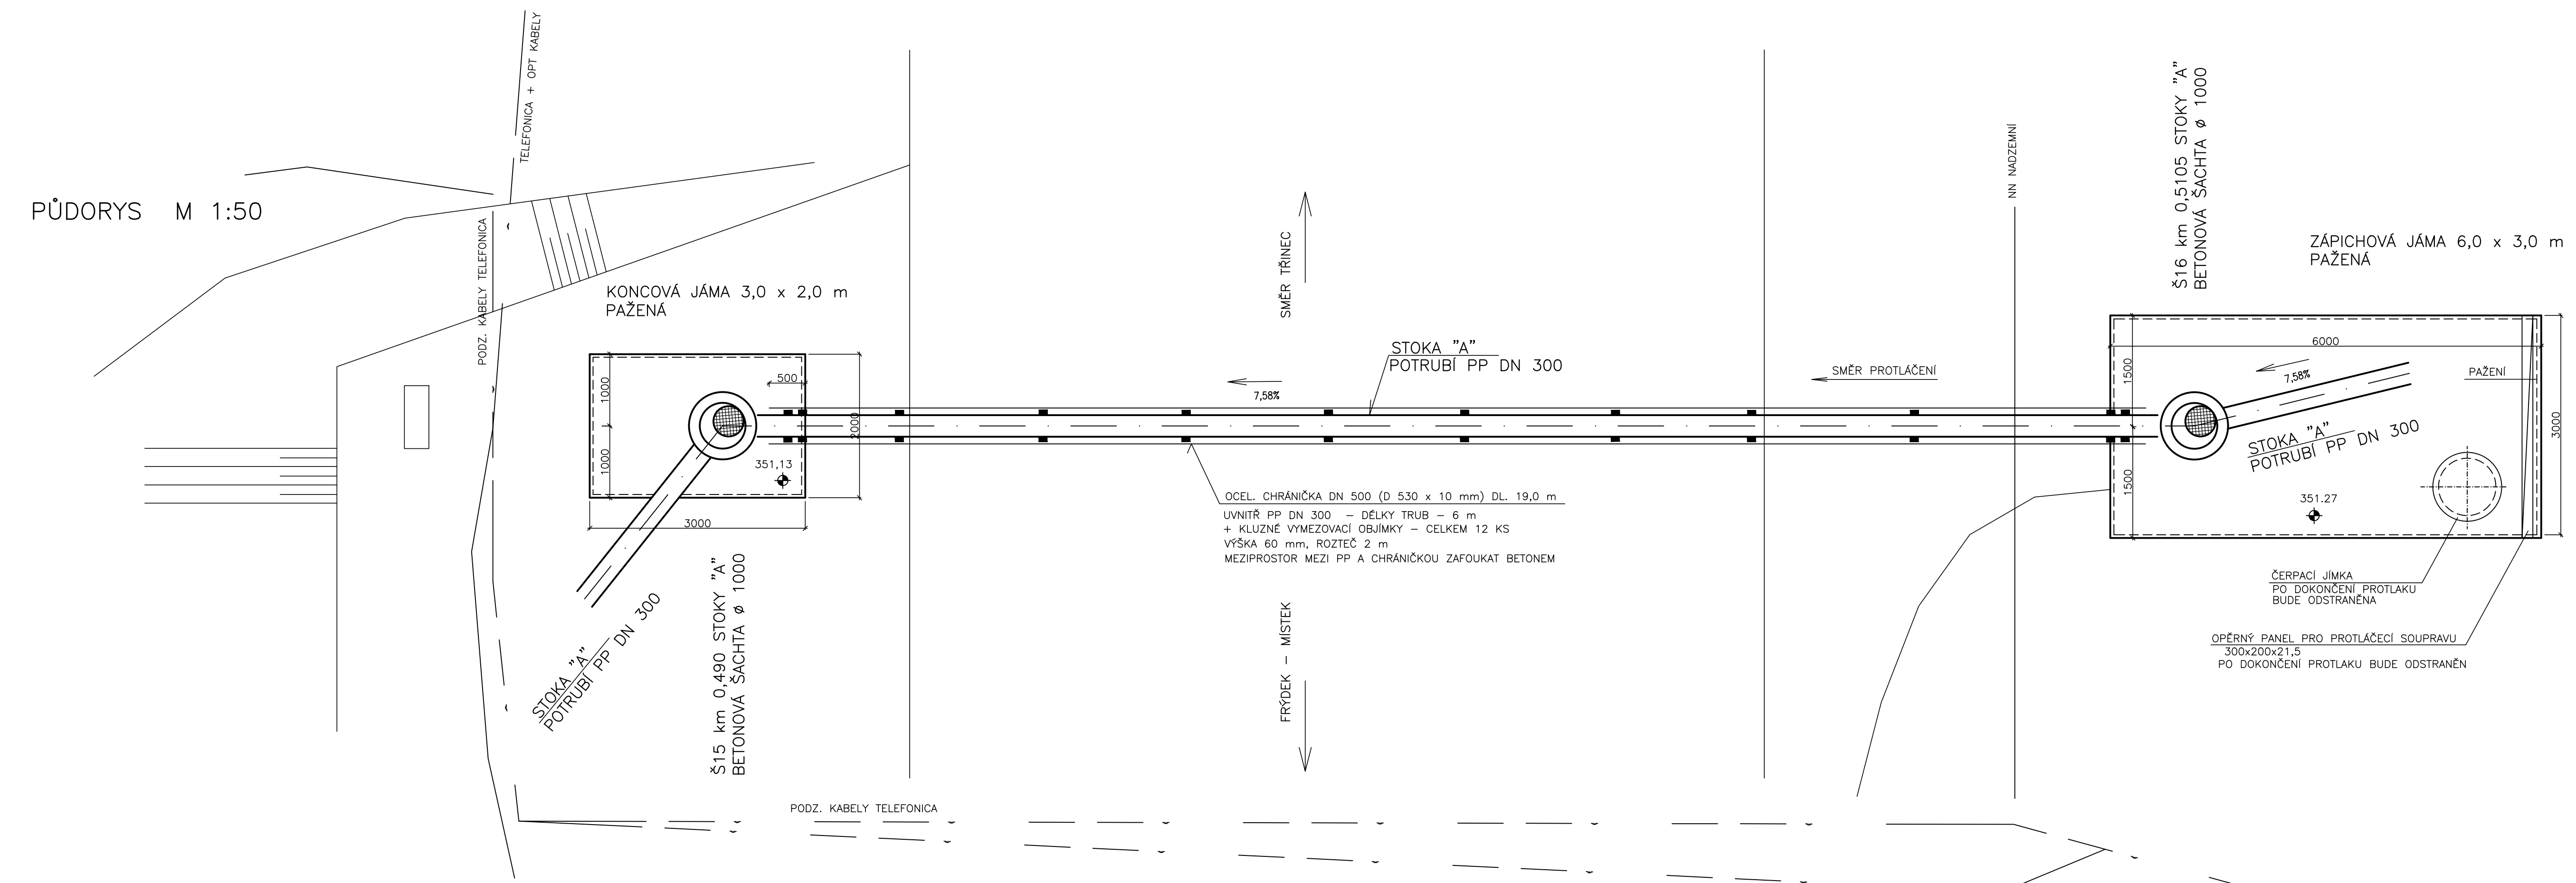 PŮDORYS M 1:50
TELEFONICA + OPT KABELY
PODZ. KABELY TELEFONICA
KONCOVÁ JÁMA 3,0 x 2,0 m
PAŽENÁ
1000
1000
500
2000
351,13
3000
STOKA "A"
POTRUBÍ PP DN 300
Š15 km 0,490 STOKY "A"
BETONOVÁ ŠACHTA ø 1000
PODZ. KABELY TELEFONICA
SMĚR TŘINEC
7,58%
STOKA "A"
POTRUBÍ PP DN 300
OCEL. CHRÁNIČKA DN 500 (D 530 x 10 mm) DL. 19,0 m
UVNITŘ PP DN 300 – DÉLKY TRUB – 6 m
+ KLUZNÉ VYMEZOVACÍ OBJÍMKY – CELKEM 12 KS
VÝŠKA 60 mm, ROZTEČ 2 m
MEZIPROSTOR MEZI PP A CHRÁNIČKOU ZAFOUKAT BETONEM
FRÝDEK – MÍSTEK
SMĚR PROTLÁČENÍ
NN NADZEMNÍ
Š16 km 0,5105 STOKY "A"
BETONOVÁ ŠACHTA ø 1000
ZÁPICHOVÁ JÁMA 6,0 x 3,0 m
PAŽENÁ
6000
1500
1500
7,58%
PAŽENÍ
3000
STOKA "A"
POTRUBÍ PP DN 300
351.27
ČERPACÍ JÍMKA
PO DOKONČENÍ PROTLAKU
BUDE ODSTRANĚNA
OPĚRNÝ PANEL PRO PROTLÁČECÍ SOUPRAVU
300x200x21,5
PO DOKONČENÍ PROTLAKU BUDE ODSTRANĚN